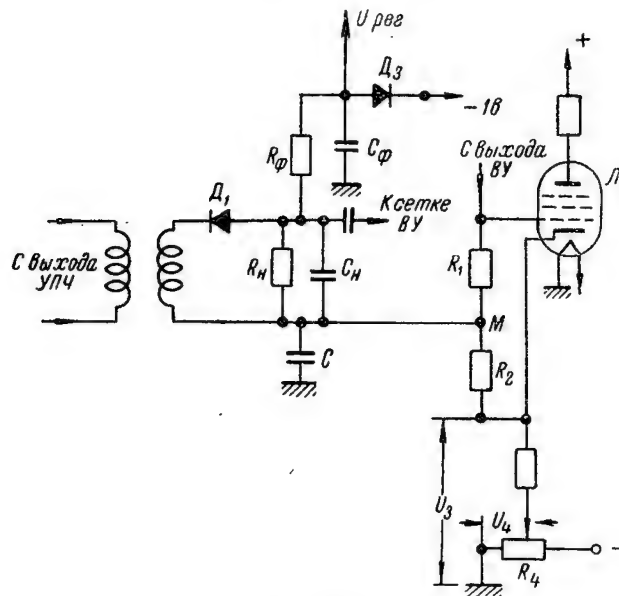 U рег
Д3
−1в
+
Rф
Cф
С выхода
ВУ
Л
Д1
К сетке
ВУ
С выхода
УПЧ
Rн
Cн
R1
М
C
R2
U3
U4
R4
−